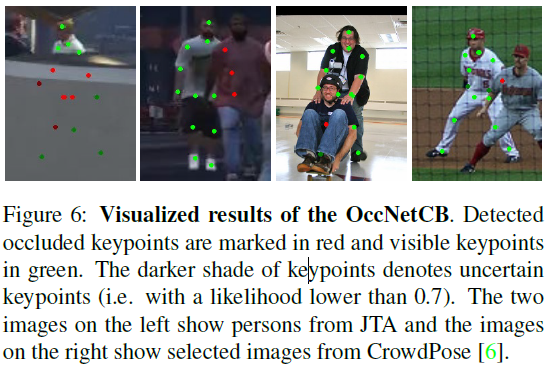 Figure 6: Visualized results of the OccNetCB. Detected
occluded keypoints are marked in red and visible keypoints
in green. The darker shade of keypoints denotes uncertain
keypoints (i.e. with a likelihood lower than 0.7). The two
images on the left show persons from JTA and the images
on the right show selected images from CrowdPose [6].